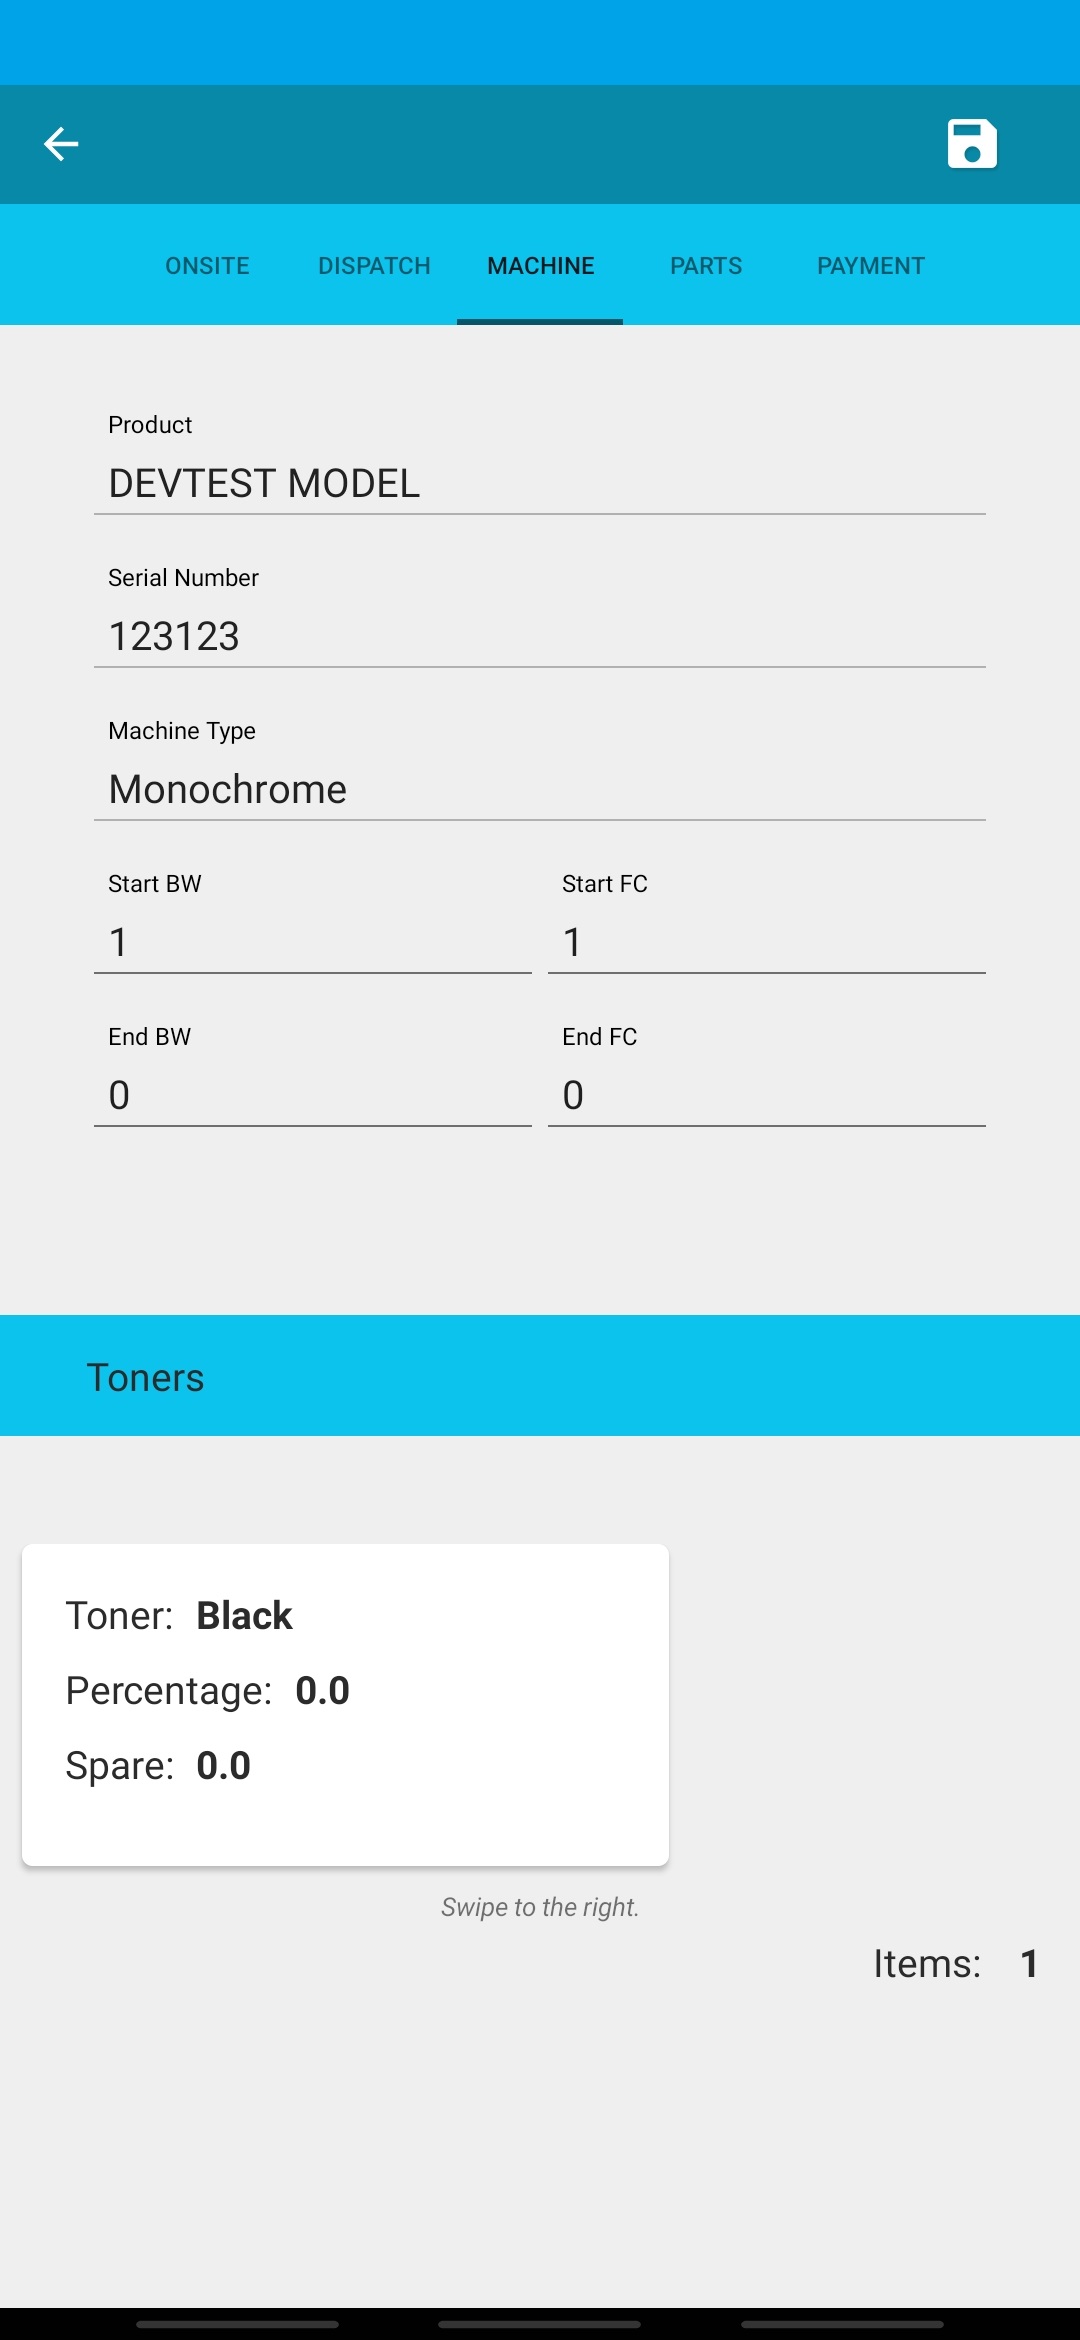 ONSITE DISPATCH MACHINE PARTS PAYMENT
Product
DEVTEST MODEL
Serial Number
123123
Machine Type
Monochrome
Start BW Start FC
1 1
End BW End FC
0 0
Toners
Toner: Black
Percentage: 0.0
Spare: 0.0
Swipe to the right.
Items: 1